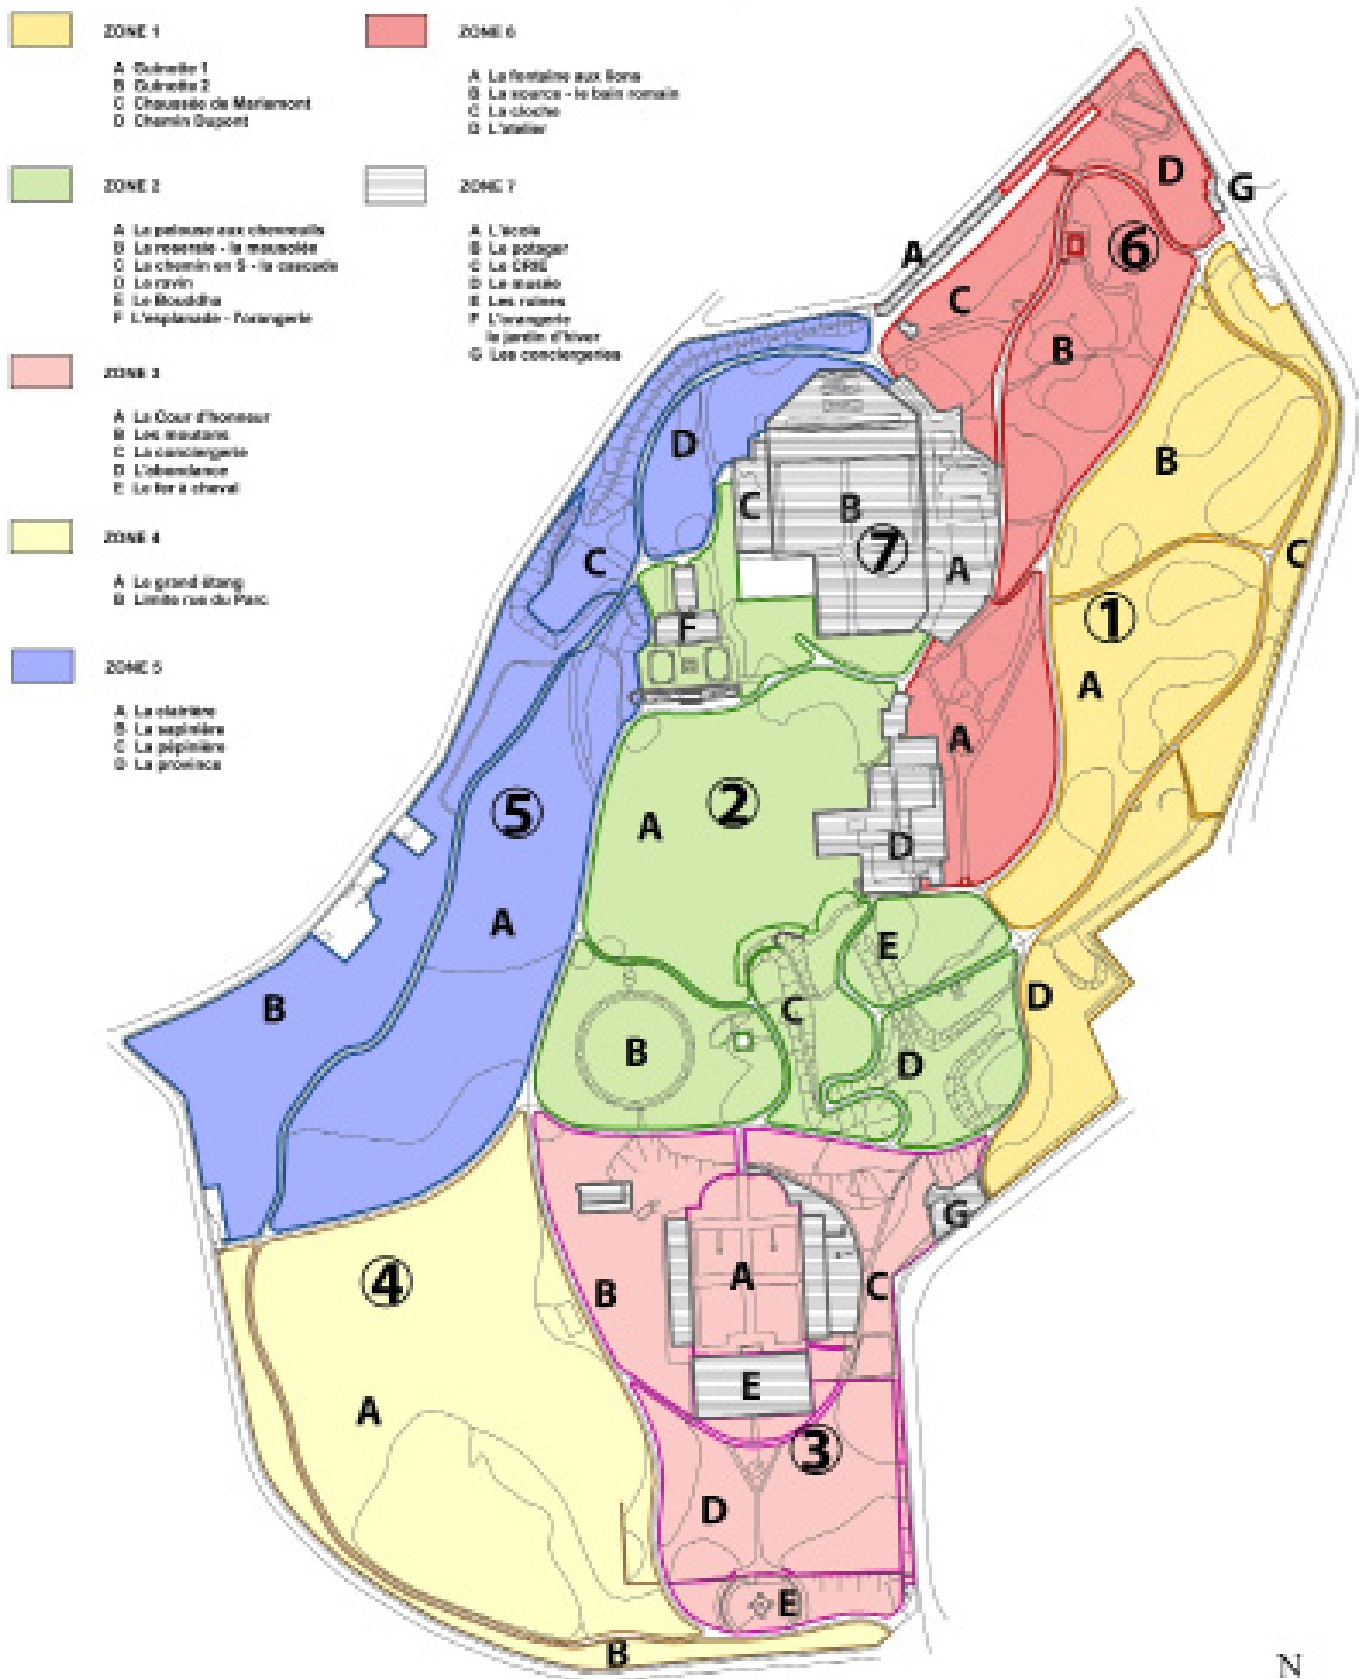 ZONE 1
A Guinotte 1
B Guinotte 2
C Chaussée de Mariemont
D Chemin Dupont
ZONE 2
A La pelouse aux chevreuils
B La roseraie - le mausolée
C Le chemin en S - la cascade
D Le ravin
E Le Bouddha
F L'esplanade - l'orangerie
ZONE 3
A La Cour d'honneur
B Les moutons
C La conciergerie
D L'abondance
E Le fer à cheval
ZONE 4
A Le grand étang
B Limite rue du Parc
ZONE 5
A La clairière
B La sapinière
C La pépinière
D La province
ZONE 6
A La fontaine aux lions
B La source - le bain romain
C La cloche
D L'atelier
ZONE 7
A L'école
B Le potager
C Le CRIE
D Le musée
E Les ruines
F L'orangerie
le jardin d'hiver
G Les conciergeries
D
G
6
A
C
B
B
D
C
B
7
A
C
C
1
F
A
A
5
A
2
D
A
E
B
C
D
B
D
G
4
B
A
C
A
E
3
D
E
B
N